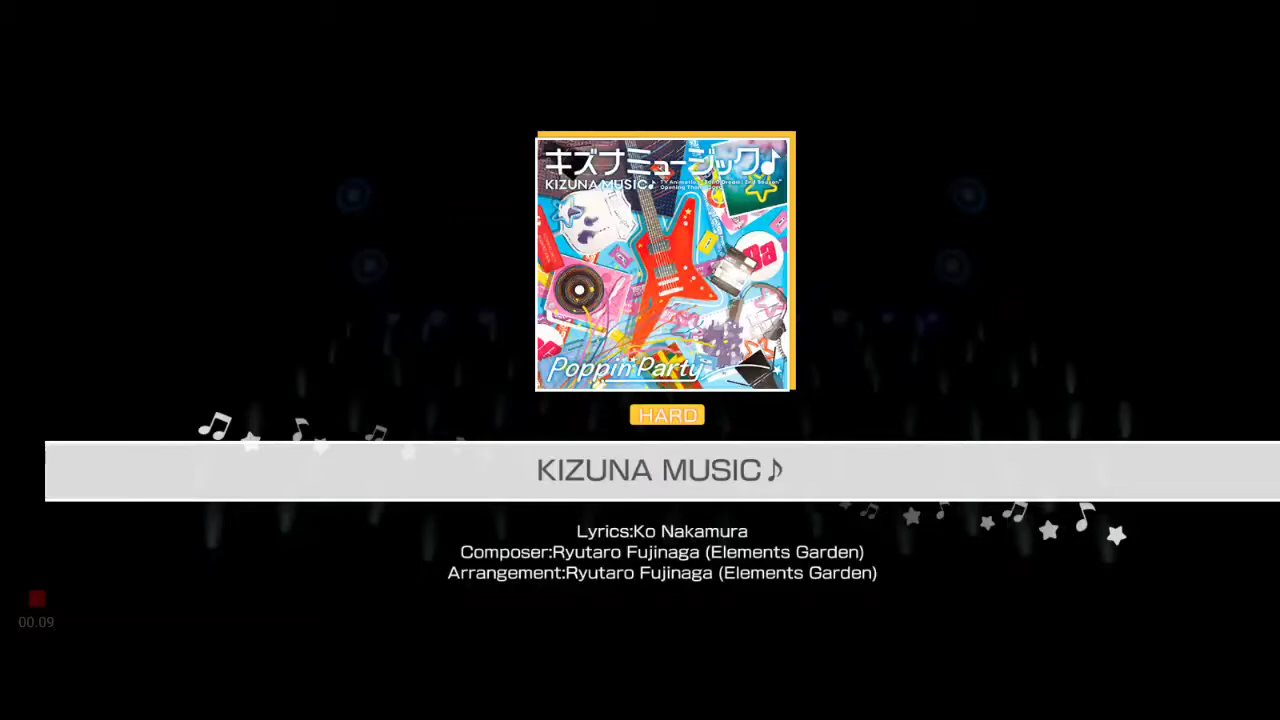 キズナミュージック♪
KIZUNA MUSIC♪
Poppin'Party
HARD
KIZUNA MUSIC♪
Lyrics:Ko Nakamura
Composer:Ryutaro Fujinaga (Elements Garden)
Arrangement:Ryutaro Fujinaga (Elements Garden)
00.09